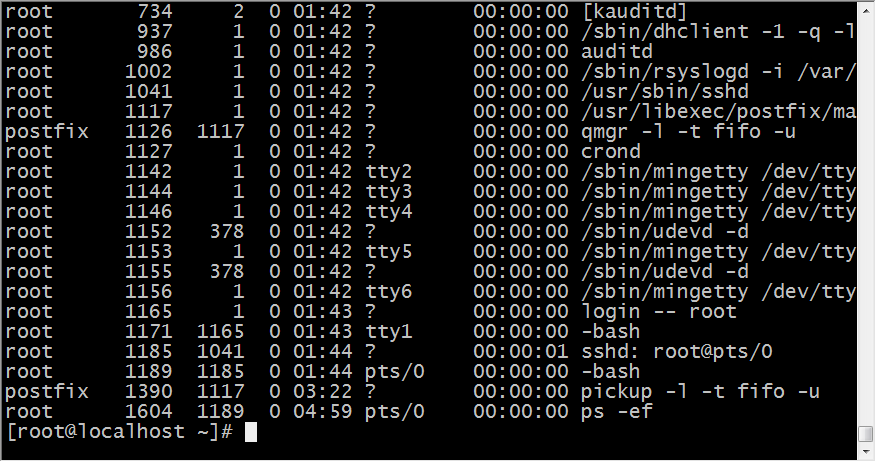 root       734     2  0 01:42 ?        00:00:00 [kauditd]
root       937     1  0 01:42 ?        00:00:00 /sbin/dhclient -1 -q -l
root       986     1  0 01:42 ?        00:00:00 auditd
root      1002     1  0 01:42 ?        00:00:00 /sbin/rsyslogd -i /var/
root      1041     1  0 01:42 ?        00:00:00 /usr/sbin/sshd
root      1117     1  0 01:42 ?        00:00:00 /usr/libexec/postfix/ma
postfix   1126  1117  0 01:42 ?        00:00:00 qmgr -l -t fifo -u
root      1127     1  0 01:42 ?        00:00:00 crond
root      1142     1  0 01:42 tty2     00:00:00 /sbin/mingetty /dev/tty
root      1144     1  0 01:42 tty3     00:00:00 /sbin/mingetty /dev/tty
root      1146     1  0 01:42 tty4     00:00:00 /sbin/mingetty /dev/tty
root      1152   378  0 01:42 ?        00:00:00 /sbin/udevd -d
root      1153     1  0 01:42 tty5     00:00:00 /sbin/mingetty /dev/tty
root      1155   378  0 01:42 ?        00:00:00 /sbin/udevd -d
root      1156     1  0 01:42 tty6     00:00:00 /sbin/mingetty /dev/tty
root      1165     1  0 01:43 ?        00:00:00 login -- root
root      1171  1165  0 01:43 tty1     00:00:00 -bash
root      1185  1041  0 01:44 ?        00:00:01 sshd: root@pts/0
root      1189  1185  0 01:44 pts/0    00:00:00 -bash
postfix   1390  1117  0 03:22 ?        00:00:00 pickup -l -t fifo -u
root      1604  1189  0 04:59 pts/0    00:00:00 ps -ef
[root@localhost ~]#